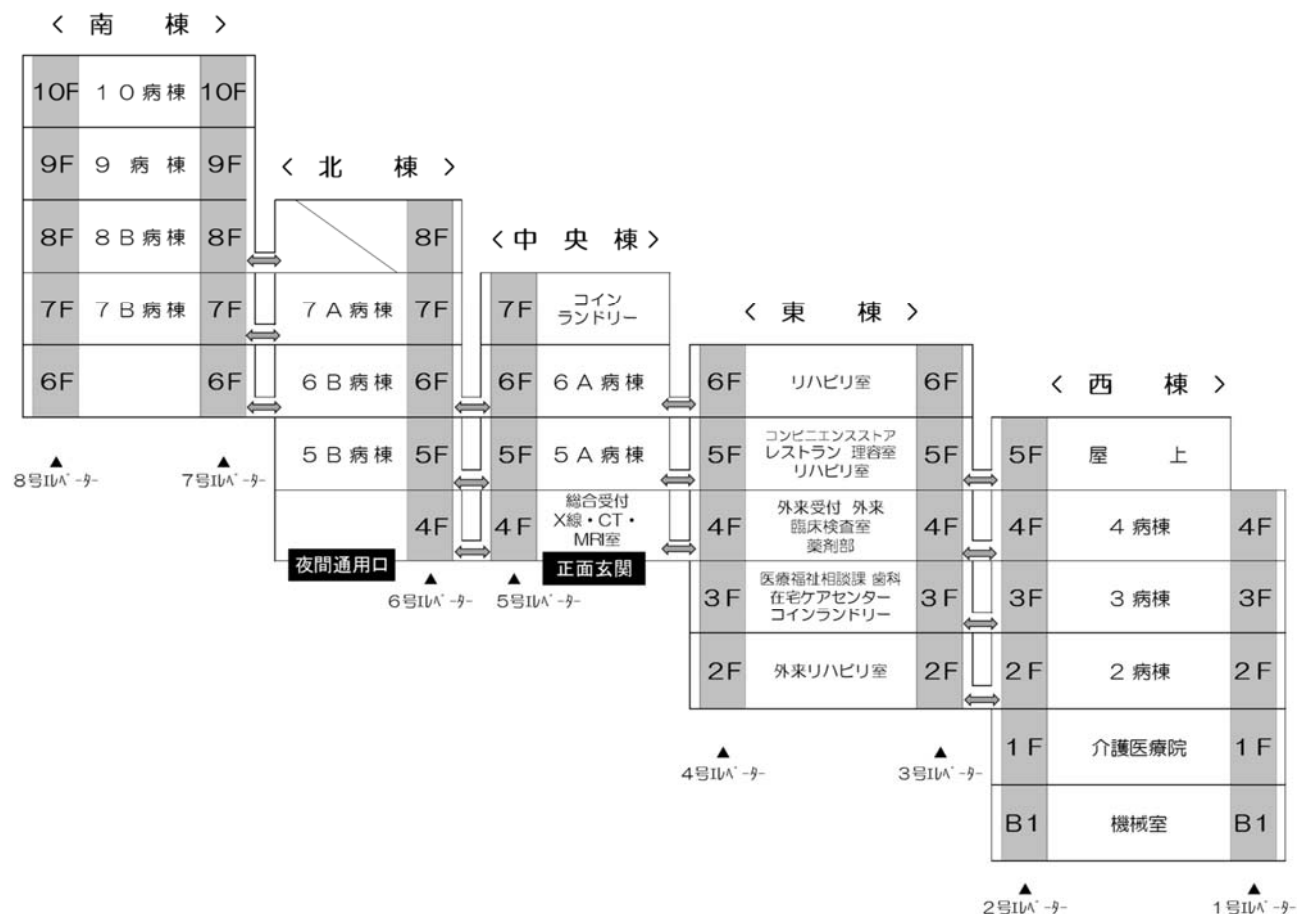 < 南 棟 >
10F 10病棟 10F
9F 9 病 棟 9F
8F 8B病棟 8F
7F 7B病棟 7F
6F 6F
▲ ▲
8号ｴﾚﾍﾞｰﾀｰ 7号ｴﾚﾍﾞｰﾀｰ
< 北 棟 >
8F
7A病棟 7F
6B病棟 6F
5B病棟 5F
4F
夜間通用口
▲
6号ｴﾚﾍﾞｰﾀｰ
<中 央 棟>
7F コイン
ランドリー
6F 6A病棟
5F 5A病棟
4F 総合受付
X線・CT・
MRI室
正面玄関
▲
5号ｴﾚﾍﾞｰﾀｰ
< 東 棟 >
6F リハビリ室 6F
コンビニエンスストア
5F レストラン 理容室 5F
リハビリ室
外来受付 外来
4F 臨床検査室 4F
薬剤部
医療福祉相談課 歯科
3F 在宅ケアセンター 3F
コインランドリー
2F 外来リハビリ室 2F
▲ ▲
4号ｴﾚﾍﾞｰﾀｰ 3号ｴﾚﾍﾞｰﾀｰ
< 西 棟 >
5F 屋 上
4F 4 病棟 4F
3F 3 病棟 3F
2F 2 病棟 2F
1F 介護医療院 1F
B1 機械室 B1
▲ ▲
2号ｴﾚﾍﾞｰﾀｰ 1号ｴﾚﾍﾞｰﾀｰ